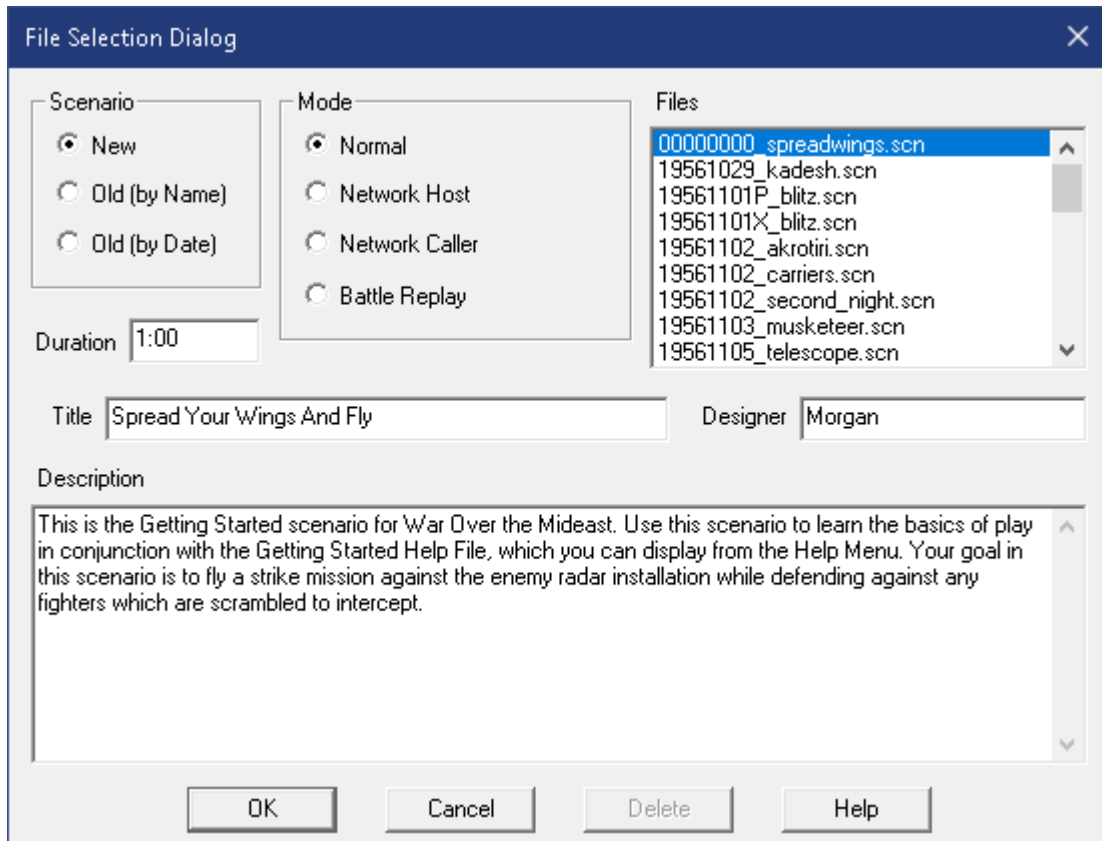 File Selection Dialog
Scenario
New
Old (by Name)
Old (by Date)
Duration 1:00
Mode
Normal
Network Host
Network Caller
Battle Replay
Files
00000000_spreadwings.scn
19561029_kadesh.scn
19561101P_blitz.scn
19561101X_blitz.scn
19561102_akrotiri.scn
19561102_carriers.scn
19561102_second_night.scn
19561103_musketeer.scn
19561105_telescope.scn
Title Spread Your Wings And Fly
Designer Morgan
Description
This is the Getting Started scenario for War Over the Mideast. Use this scenario to learn the basics of play
in conjunction with the Getting Started Help File, which you can display from the Help Menu. Your goal in
this scenario is to fly a strike mission against the enemy radar installation while defending against any
fighters which are scrambled to intercept.
OK
Cancel
Delete
Help